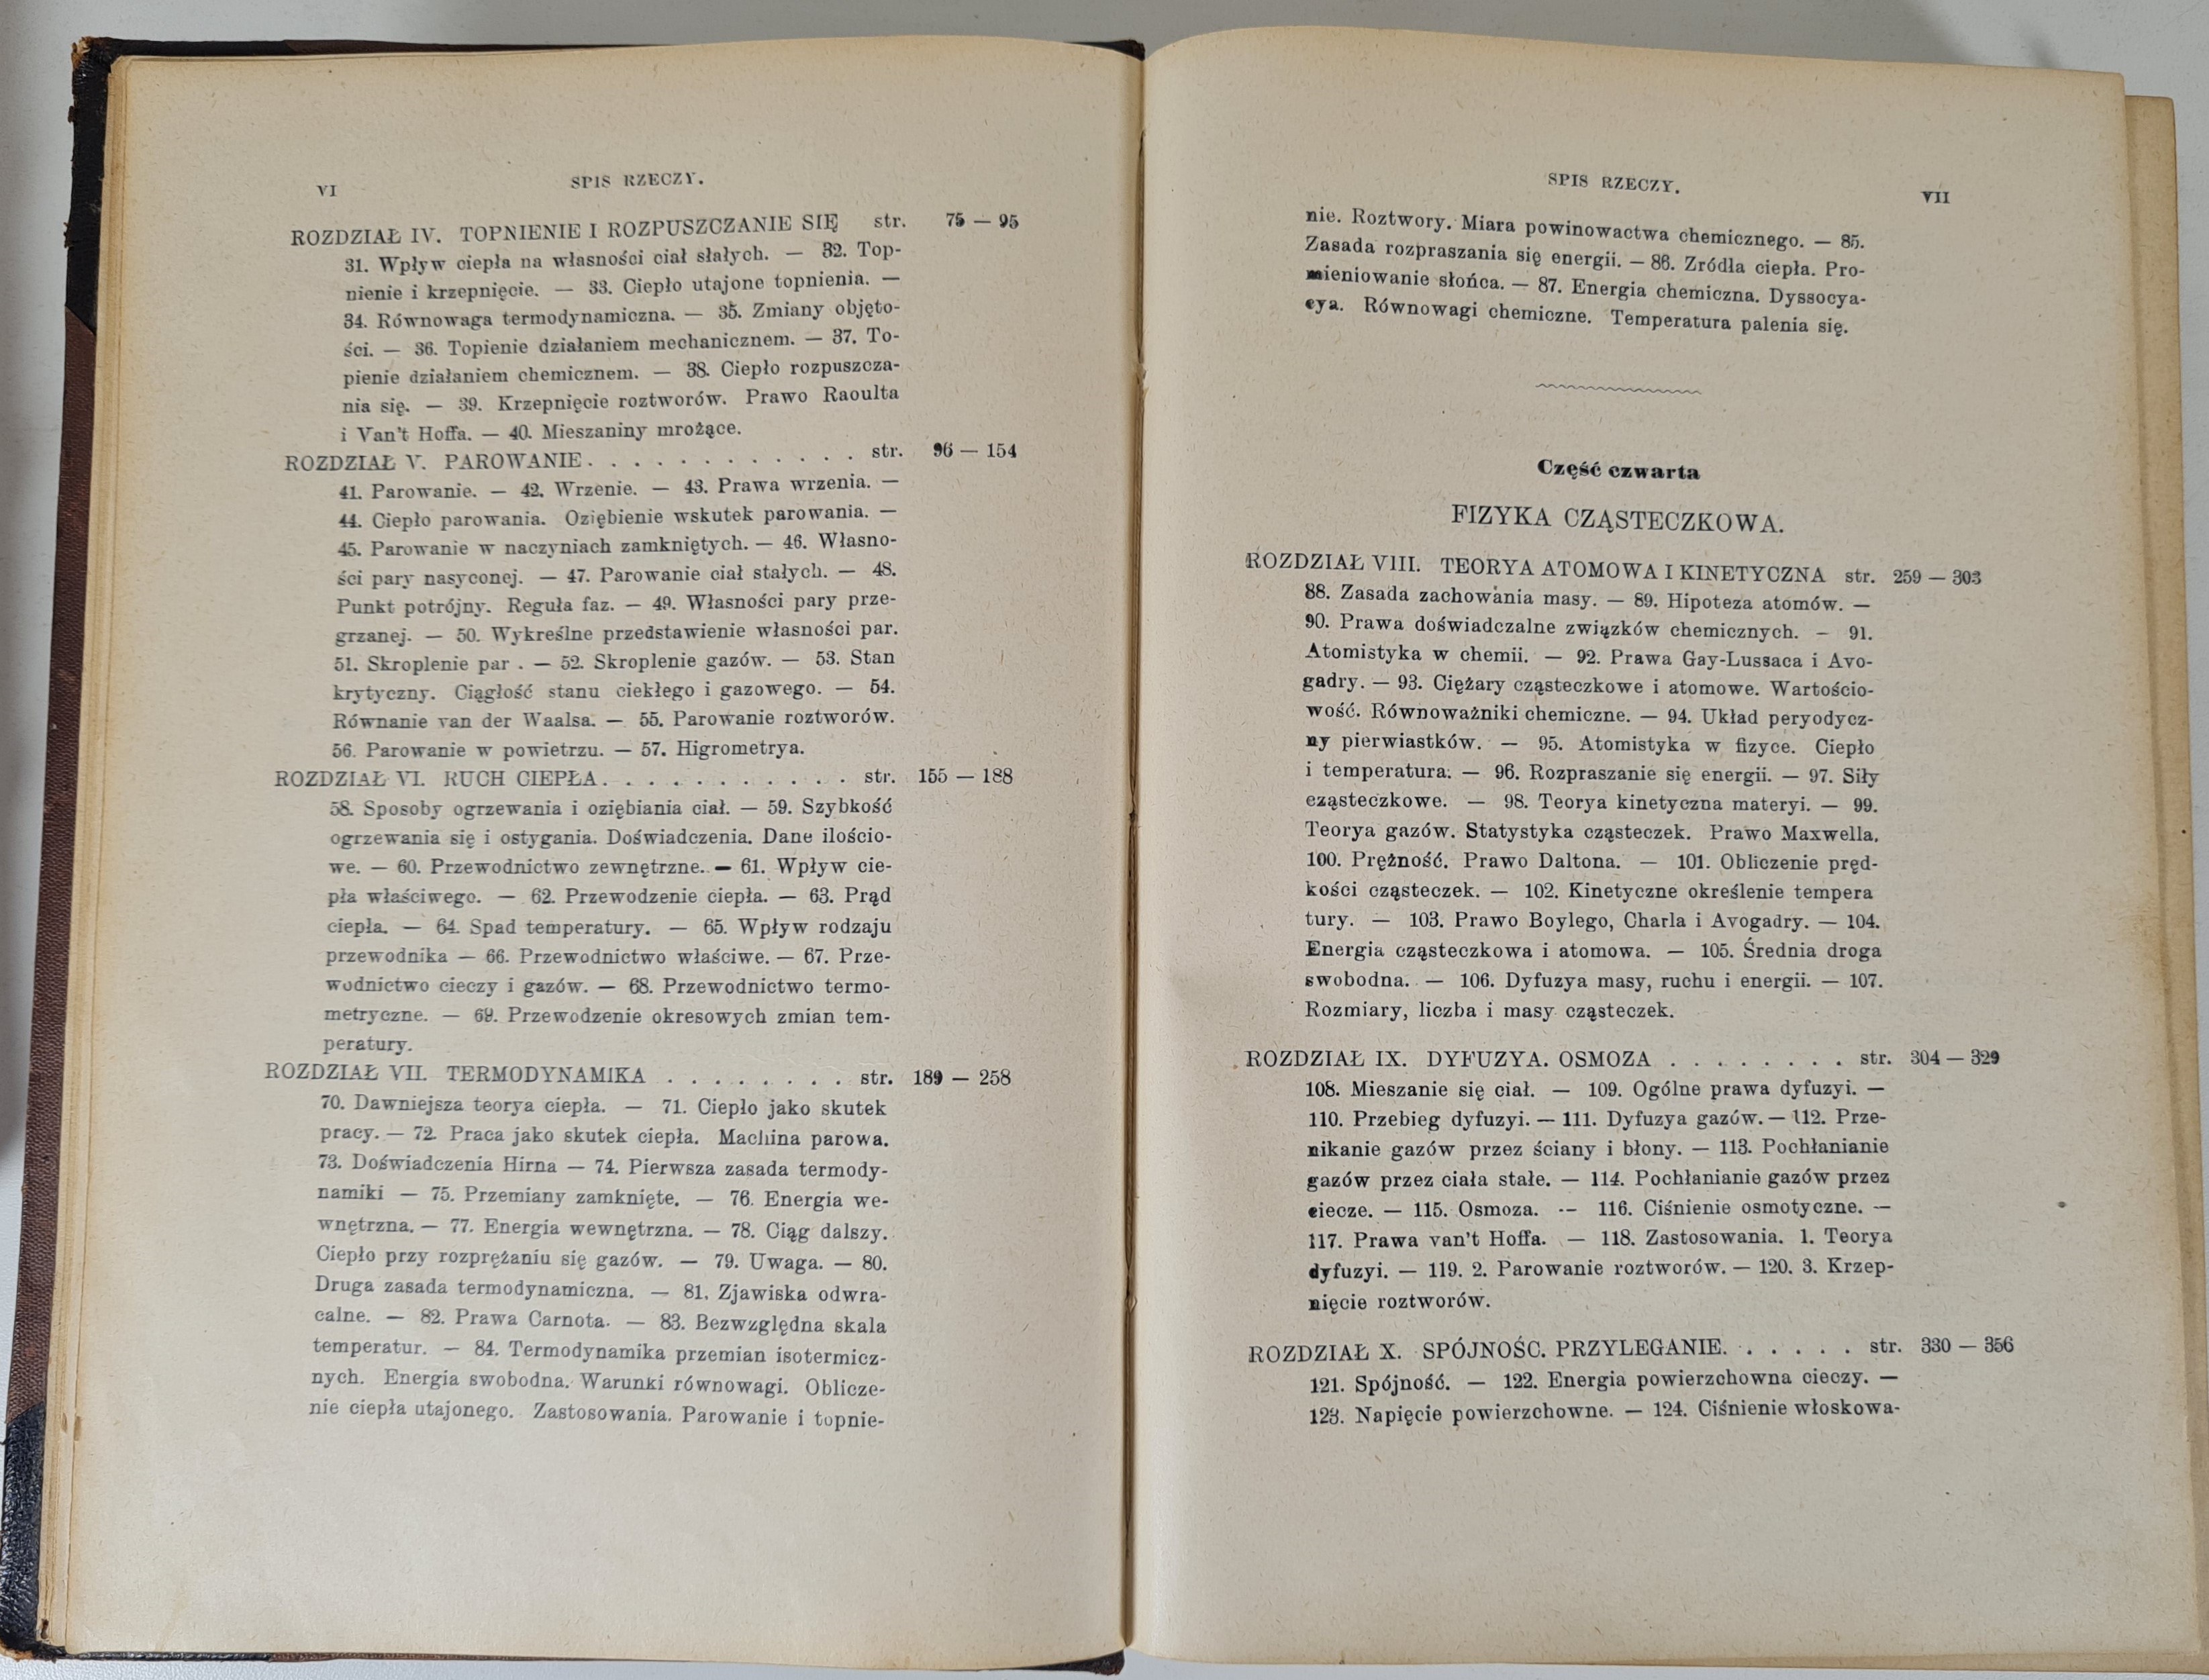 VI
SPIS RZECZY.
ROZDZIAŁ IV. TOPNIENIE I ROZPUSZCZANIE SIĘ str. 75 — 95
31. Wpływ ciepła na własności ciał słałych. — 32. Top-
nienie i krzepnięcie. — 33. Ciepło utajone topnienia. —
34. Równowaga termodynamiczna. — 35. Zmiany objęto-
ści. — 36. Topienie działaniem mechanicznem. — 37. To-
pienie działaniem chemicznem. — 38. Ciepło rozpuszcza-
nia się. — 39. Krzepnięcie roztworów. Prawo Raoulta
i Van't Hoffa. — 40. Mieszaniny mrożące.
ROZDZIAŁ V. PAROWANIE. . . . . . . . . . . . str. 96 — 154
41. Parowanie. — 42. Wrzenie. — 43. Prawa wrzenia. —
44. Ciepło parowania. Oziębienie wskutek parowania. —
45. Parowanie w naczyniach zamkniętych. — 46. Własno-
ści pary nasyconej. — 47. Parowanie ciał stałych. — 48.
Punkt potrójny. Reguła faz. — 49. Własności pary prze-
grzanej. — 50. Wykreślne przedstawienie własności par.
51. Skroplenie par . — 52. Skroplenie gazów. — 53. Stan
krytyczny. Ciągłość stanu ciekłego i gazowego. — 54.
Równanie van der Waalsa. — 55. Parowanie roztworów.
56. Parowanie w powietrzu. — 57. Higrometrya.
ROZDZIAŁ VI. RUCH CIEPŁA. . . . . . . . . . . str. 155 — 188
58. Sposoby ogrzewania i oziębiania ciał. — 59. Szybkość
ogrzewania się i ostygania. Doświadczenia. Dane ilościo-
we. — 60. Przewodnictwo zewnętrzne. — 61. Wpływ cie-
pła właściwego. — 62. Przewodzenie ciepła. — 63. Prąd
ciepła. — 64. Spad temperatury. — 65. Wpływ rodzaju
przewodnika — 66. Przewodnictwo właściwe. — 67. Prze-
wodnictwo cieczy i gazów. — 68. Przewodnictwo termo-
metryczne. — 69. Przewodzenie okresowych zmian tem-
peratury.
ROZDZIAŁ VII. TERMODYNAMIKA . . . . . . . . str. 189 — 258
70. Dawniejsza teorya ciepła. — 71. Ciepło jako skutek
pracy. — 72. Praca jako skutek ciepła. Machina parowa.
73. Doświadczenia Hirna — 74. Pierwsza zasada termody-
namiki — 75. Przemiany zamknięte. — 76. Energia we-
wnętrzna. — 77. Energia wewnętrzna. — 78. Ciąg dalszy.
Ciepło przy rozprężaniu się gazów. — 79. Uwaga. — 80.
Druga zasada termodynamiczna. — 81. Zjawiska odwra-
calne. — 82. Prawa Carnota. — 83. Bezwzględna skala
temperatur. — 84. Termodynamika przemian isotermicz-
nych. Energia swobodna. Warunki równowagi. Oblicze-
nie ciepła utajonego. Zastosowania. Parowanie i topnie-
SPIS RZECZY.
VII
nie. Roztwory. Miara powinowactwa chemicznego. — 85.
Zasada rozpraszania się energii. — 86. Zródła ciepła. Pro-
mieniowanie słońca. — 87. Energia chemiczna. Dyssocya-
cya. Równowagi chemiczne. Temperatura palenia się.
Część czwarta
FIZYKA CZĄSTECZKOWA.
ROZDZIAŁ VIII. TEORYA ATOMOWA I KINETYCZNA str. 259 — 303
88. Zasada zachowania masy. — 89. Hipoteza atomów. —
90. Prawa doświadczalne związków chemicznych. — 91.
Atomistyka w chemii. — 92. Prawa Gay-Lussaca i Avo-
gadry. — 93. Ciężary cząsteczkowe i atomowe. Wartościo-
wość. Równoważniki chemiczne. — 94. Układ peryodycz-
ny pierwiastków. — 95. Atomistyka w fizyce. Ciepło
i temperatura. — 96. Rozpraszanie się energii. — 97. Siły
cząsteczkowe. — 98. Teorya kinetyczna materyi. — 99.
Teorya gazów. Statystyka cząsteczek. Prawo Maxwella.
100. Prężność. Prawo Daltona. — 101. Obliczenie pręd-
kości cząsteczek. — 102. Kinetyczne określenie tempera
tury. — 103. Prawo Boylego, Charla i Avogadry. — 104.
Energia cząsteczkowa i atomowa. — 105. Średnia droga
swobodna. — 106. Dyfuzya masy, ruchu i energii. — 107.
Rozmiary, liczba i masy cząsteczek.
ROZDZIAŁ IX. DYFUZYA. OSMOZA . . . . . . . . str. 304 — 329
108. Mieszanie się ciał. — 109. Ogólne prawa dyfuzyi. —
110. Przebieg dyfuzyi. — 111. Dyfuzya gazów. — 112. Prze-
nikanie gazów przez ściany i błony. — 113. Pochłanianie
gazów przez ciała stałe. — 114. Pochłanianie gazów przez
ciecze. — 115. Osmoza. -- 116. Ciśnienie osmotyczne. —
117. Prawa van't Hoffa. — 118. Zastosowania. 1. Teorya
dyfuzyi. — 119. 2. Parowanie roztworów. — 120. 3. Krzep-
nięcie roztworów.
ROZDZIAŁ X. SPÓJNOŚC. PRZYLEGANIE. . . . . . str. 330 — 356
121. Spójność. — 122. Energia powierzchowna cieczy. —
123. Napięcie powierzchowne. — 124. Ciśnienie włoskowa-